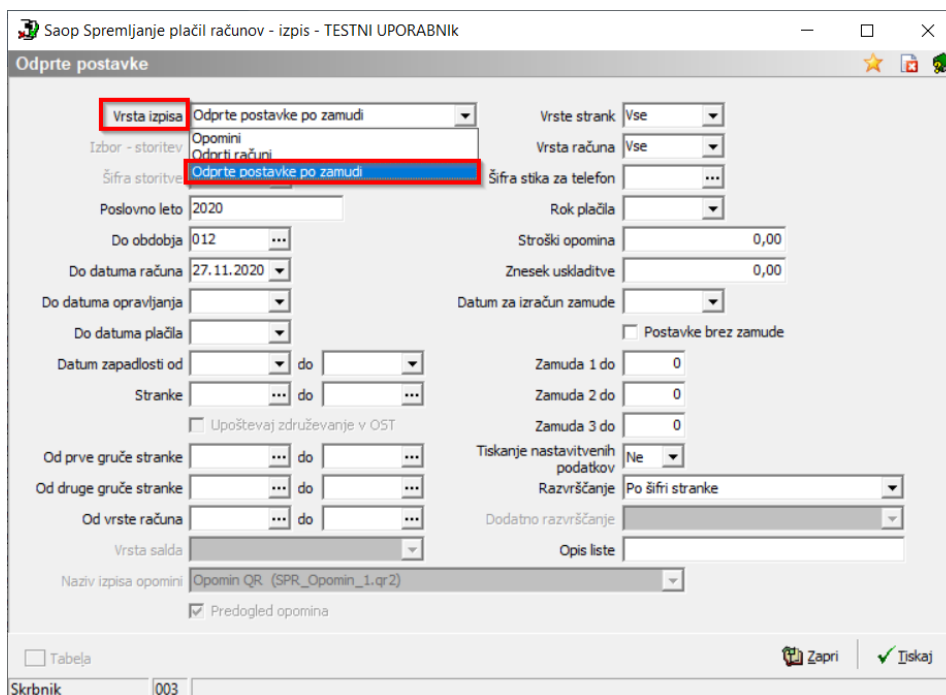 Saop Spremljanje plačil računov - izpis - TESTNI UPORABNIk
Odprte postavke
Vrsta izpisa Odprte postavke po zamudi Vrste strank Vse
Opomini
Izbor - storitev Odprti računi Vrsta računa Vse
Šifra storitve Odprte postavke po zamudi Šifra stika za telefon ...
Poslovno leto 2020 Rok plačila
Do obdobja 012 ... Stroški opomina 0,00
Do datuma računa 27.11.2020 Znesek uskladitve 0,00
Do datuma opravljanja Datum za izračun zamude
Do datuma plačila Postavke brez zamude
Datum zapadlosti od do Zamuda 1 do 0
Stranke ... do ... Zamuda 2 do 0
Upoštevaj združevanje v OST Zamuda 3 do 0
Od prve gruče stranke ... do ... Tiskanje nastavitvenih
podatkov Ne
Od druge gruče stranke ... do ... Razvrščanje Po šifri stranke
Od vrste računa ... do ... Dodatno razvrščanje
Vrsta salda Opis liste
Naziv izpisa opomini Opomin QR (SPR_Opomin_1.qr2)
Predogled opomina
Tabela Zapri Tiskaj
Skrbnik 003